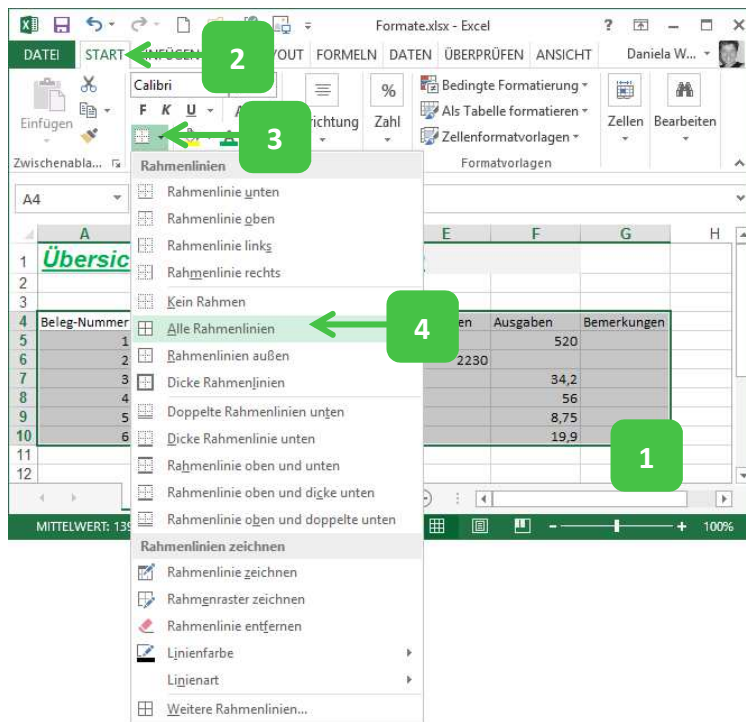 Formate.xlsx - Excel
DATEI START 2 FORMELN DATEN ÜBERPRÜFEN ANSICHT Daniela W...
Calibri
F K U
3
Einfügen
Zahl
Bedingte Formatierung
Als Tabelle formatieren
Zellenformatvorlagen
Zellen
Bearbeiten
Zwischenabla...
Formatvorlagen
A4
Rahmenlinien
Rahmenlinie unten
Rahmenlinie oben
Rahmenlinie links
Rahmenlinie rechts
Kein Rahmen
Alle Rahmenlinien
4
Rahmenlinien außen
Dicke Rahmenlinien
Doppelte Rahmenlinien unten
Dicke Rahmenlinie unten
Rahmenlinie oben und unten
Rahmenlinie oben und dicke unten
Rahmenlinie oben und doppelte unten
Rahmenlinien zeichnen
Rahmenlinie zeichnen
Rahmenraster zeichnen
Rahmenlinie entfernen
Linienfarbe
Linienart
Weitere Rahmenlinien...
A E F G H
1
2
3
4 Beleg-Nummer Ausgaben Bemerkungen
5 1 520
6 2 2230
7 3 34,2
8 4 56
9 5 8,75
10 6 19,9
11
12
1
MITTELWERT: 100%